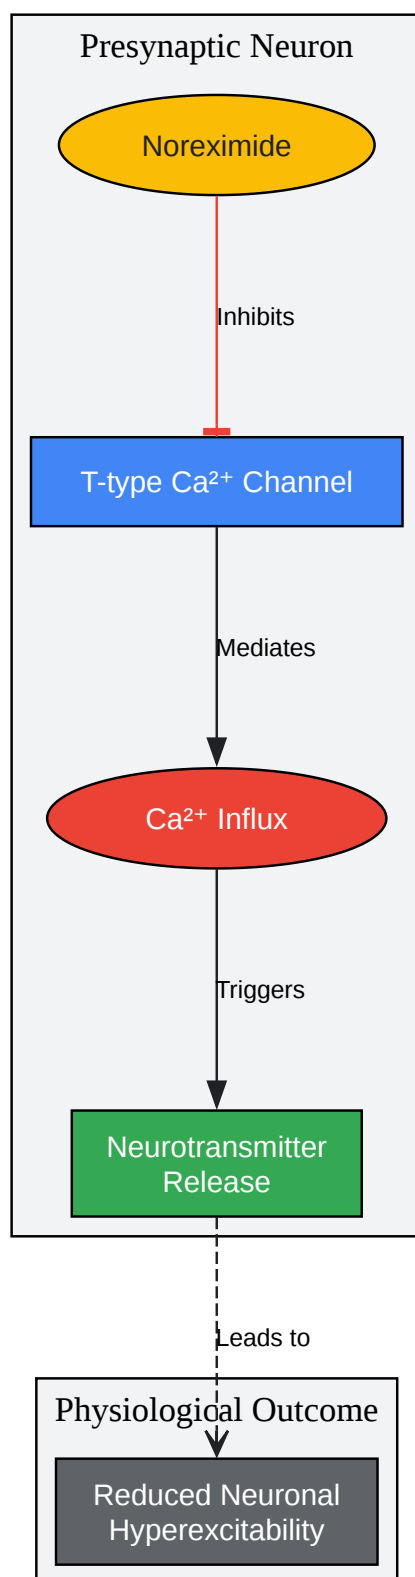 Presynaptic Neuron
Noreximide
Inhibits
T-type Ca²⁺ Channel
Mediates
Ca²⁺ Influx
Triggers
Neurotransmitter
Release
Leads to
Physiological Outcome
Reduced Neuronal
Hyperexcitability